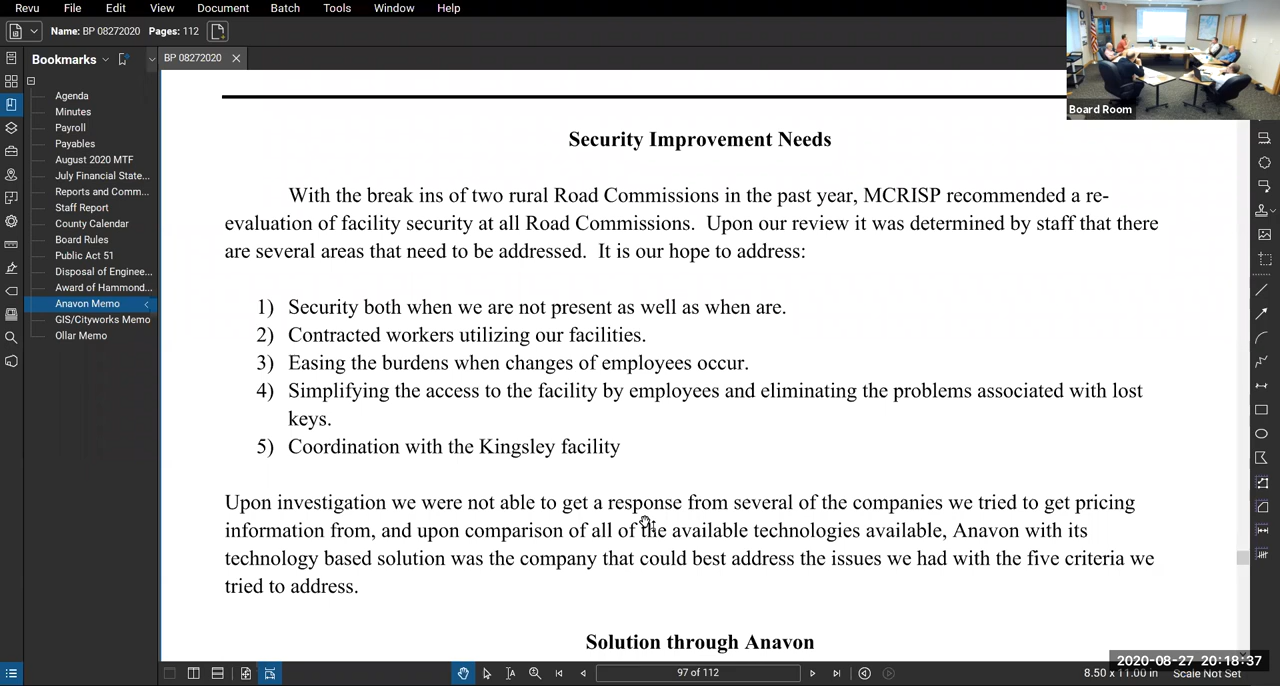 Revu File Edit View Document Batch Tools Window Help
Name: BP 08272020 Pages: 112
Bookmarks
BP 08272020
Board Room
Agenda
Minutes
Payroll
Payables
August 2020 MTF
July Financial State...
Reports and Comm...
Staff Report
County Calendar
Board Rules
Public Act 51
Disposal of Enginee...
Award of Hammond...
Anavon Memo
GIS/Cityworks Memo
Ollar Memo
Security Improvement Needs
With the break ins of two rural Road Commissions in the past year, MCRISP recommended a re-
evaluation of facility security at all Road Commissions. Upon our review it was determined by staff that there
are several areas that need to be addressed. It is our hope to address:
1) Security both when we are not present as well as when are.
2) Contracted workers utilizing our facilities.
3) Easing the burdens when changes of employees occur.
4) Simplifying the access to the facility by employees and eliminating the problems associated with lost
keys.
5) Coordination with the Kingsley facility
Upon investigation we were not able to get a response from several of the companies we tried to get pricing
information from, and upon comparison of all of the available technologies available, Anavon with its
technology based solution was the company that could best address the issues we had with the five criteria we
tried to address.
Solution through Anavon
97 of 112
2020-08-27 20:18:37
8.50 x 11.00 in Scale Not Set